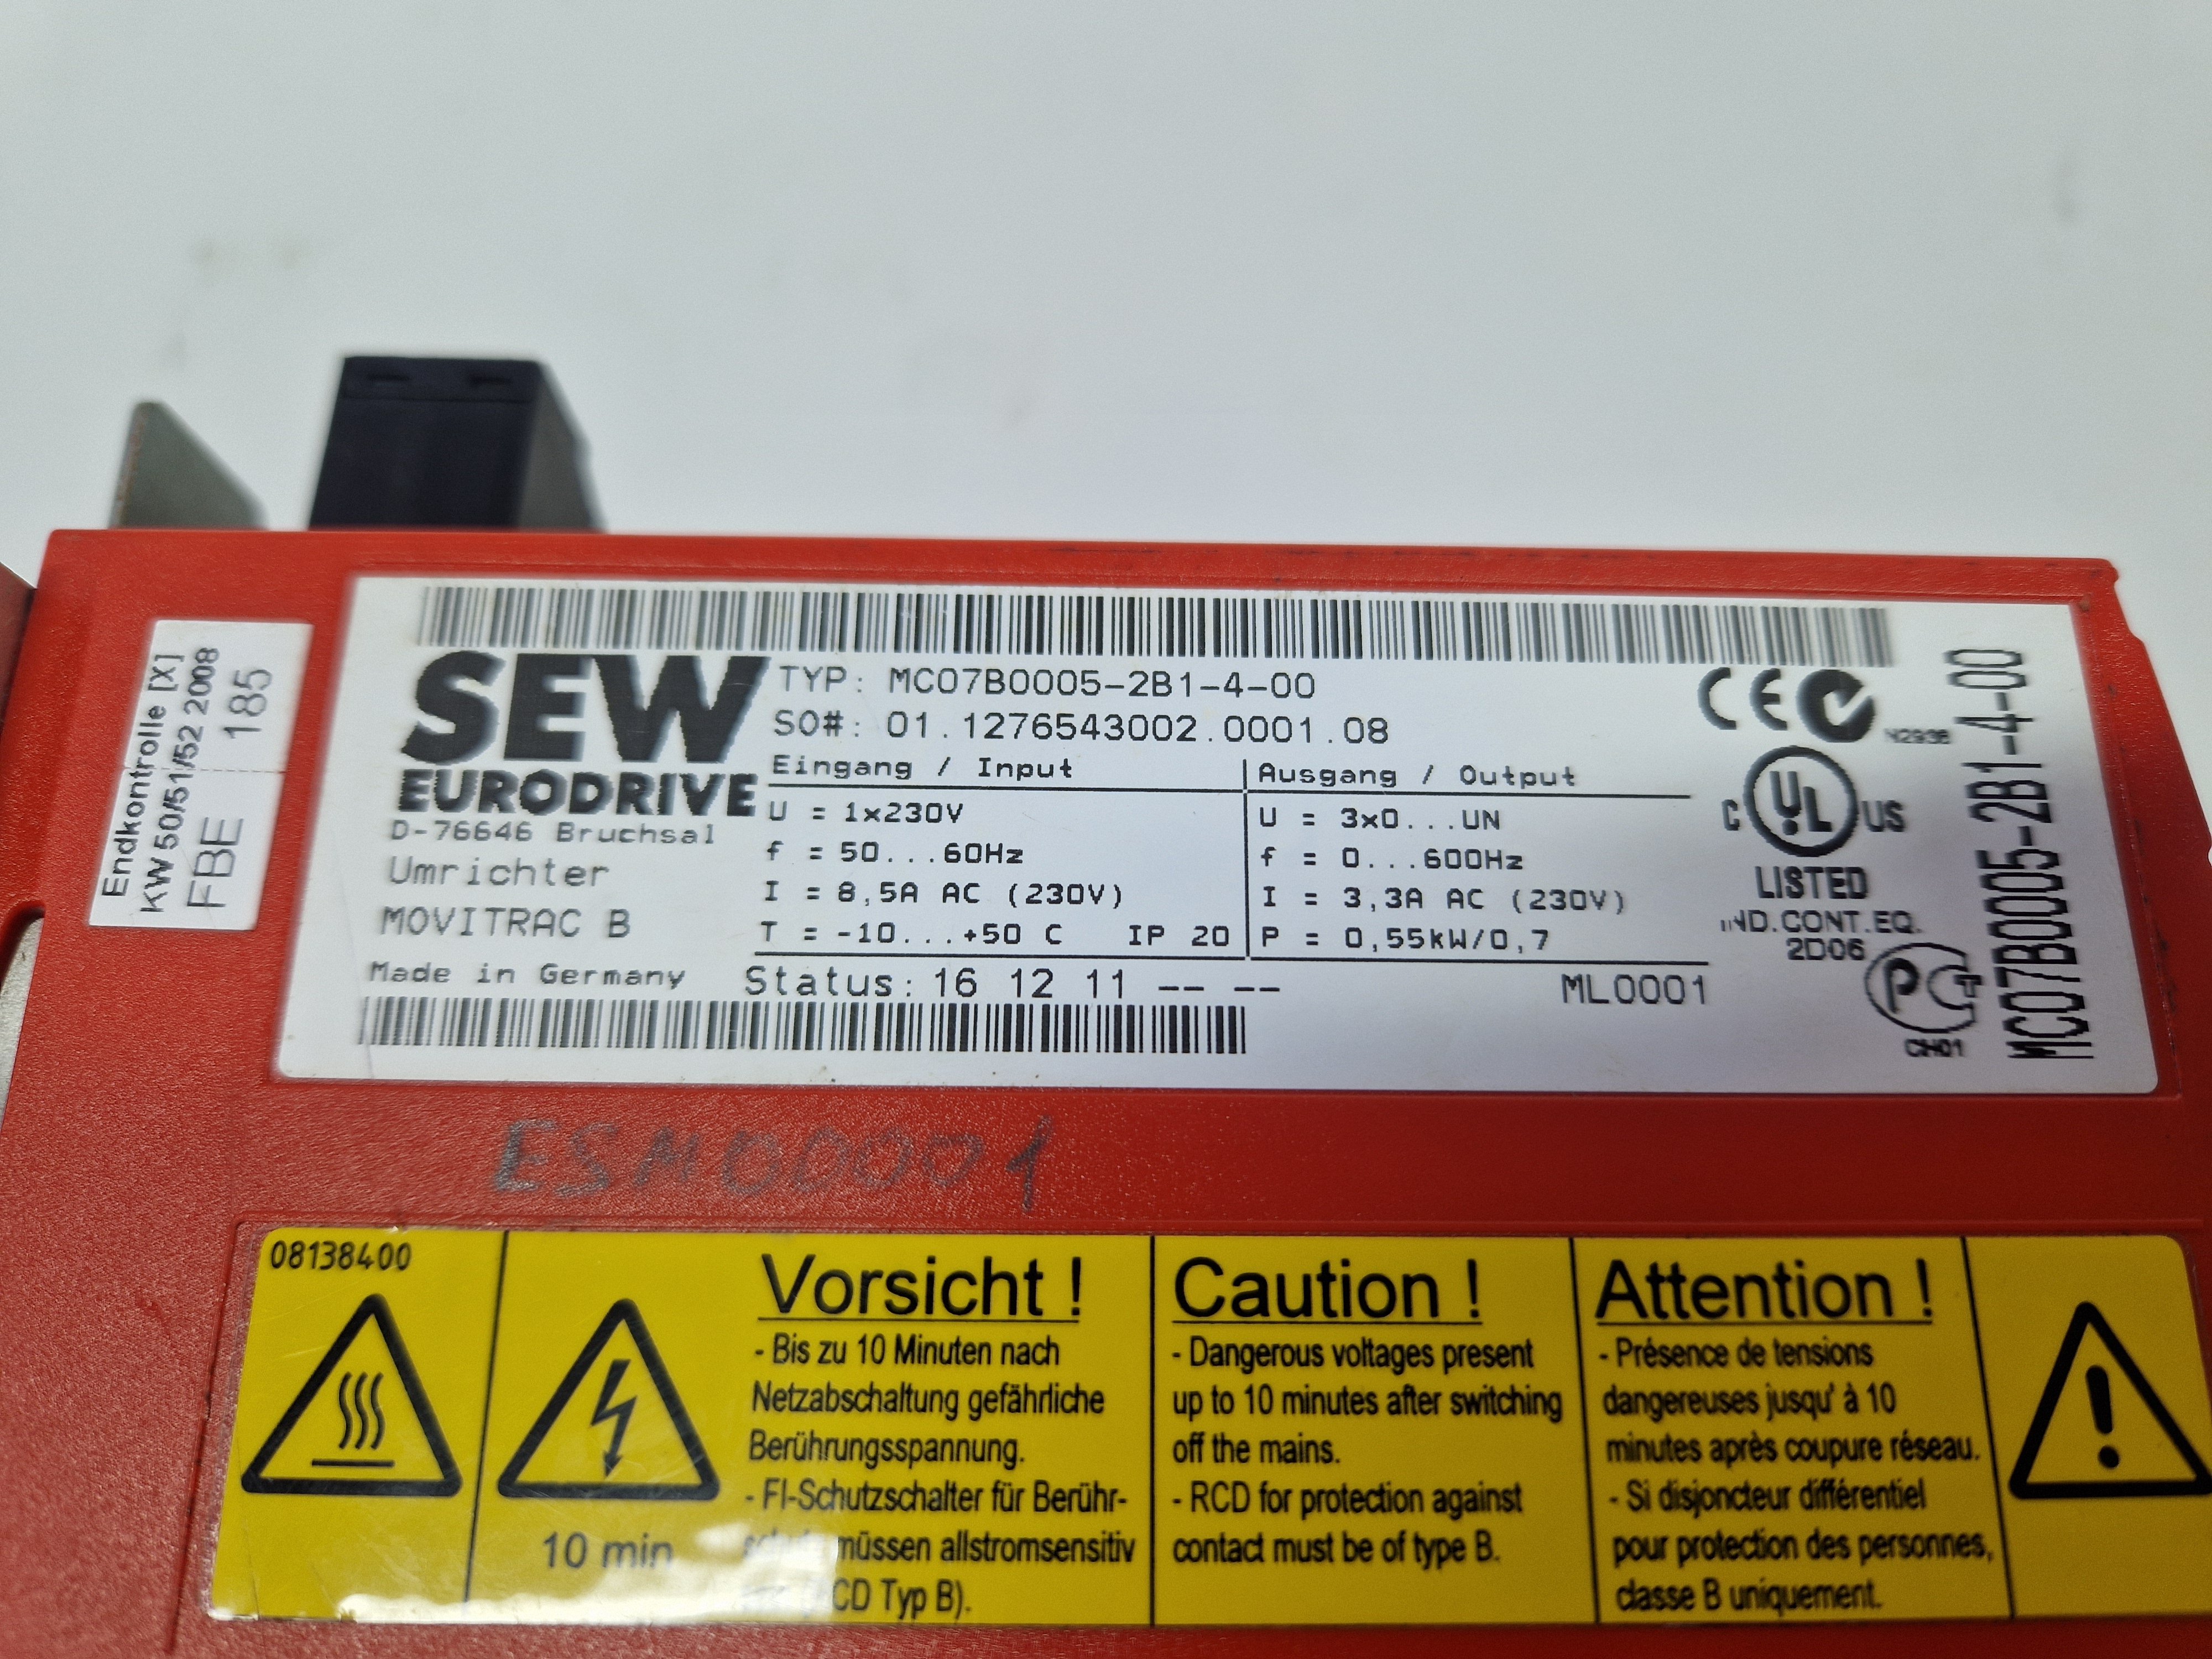 Endkontrolle [X]
KW 50/51/52 2008
FBE 185
SEW
EURODRIVE
D-76646 Bruchsal
Umrichter
MOVITRAC B
Made in Germany
TYP: MC07B0005-2B1-4-00
SO#: 01.1276543002.0001.08
Eingang / Input
U = 1x230V
f = 50...60Hz
I = 8,5A AC (230V)
T = -10...+50 C IP 20
Ausgang / Output
U = 3x0...UN
f = 0...600Hz
I = 3,3A AC (230V)
P = 0,55kW/0,7
Status: 16 12 11 -- --
ML0001
CE
N2936
C UL US
LISTED
IND.CONT.EQ.
2D06
PCT
CH01
MC07B0005-2B1-4-00
ESM00001
08138400
10 min
Vorsicht !
- Bis zu 10 Minuten nach
Netzabschaltung gefährliche
Berührungsspannung.
- FI-Schutzschalter für Berühr-
müssen allstromsensitiv
Typ B).
Caution !
- Dangerous voltages present
up to 10 minutes after switching
off the mains.
- RCD for protection against
contact must be of type B.
Attention !
- Présence de tensions
dangereuses jusqu' à 10
minutes après coupure réseau.
- Si disjoncteur différentiel
pour protection des personnes,
classe B uniquement.